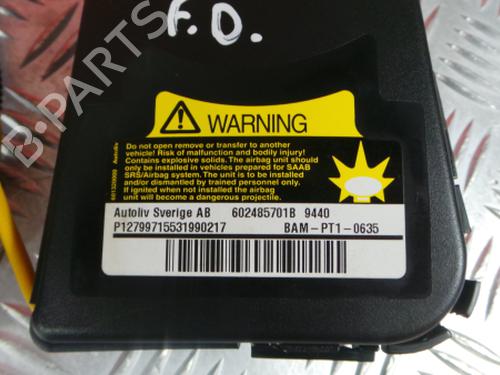 F.D.
B-PARTS
WARNING
Do not open remove or transfer to another
vehicle! Risk of malfunction and bodily injury!
Contains explosive solids. The airbag unit should
only be installed in vehicles prepared for SAAB
SRS/Airbag system. The unit is to be installed
and/or dismantled by trained personnel only.
If ignited when not installed the airbag
unit will become a dangerous projectile.
601320000 Autoliv
Autoliv Sverige AB 602485701B 9440
P12799715531990217 BAM-PT1-0635